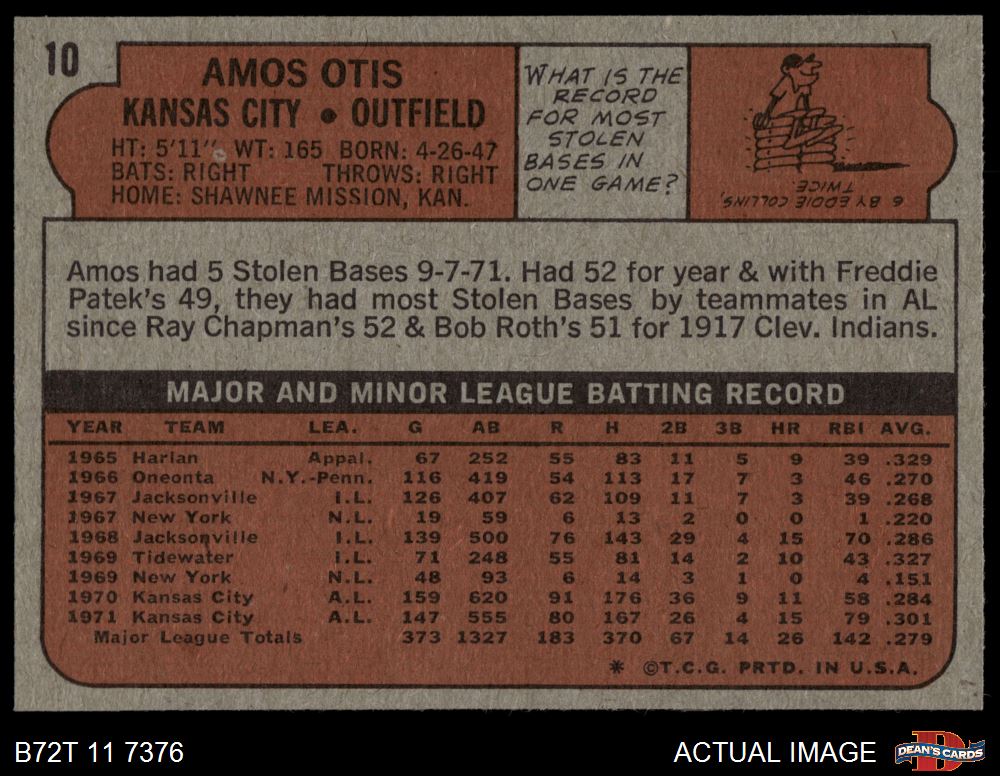 10
AMOS OTIS
KANSAS CITY • OUTFIELD
HT: 5'11" WT: 165 BORN: 4-26-47
BATS: RIGHT THROWS: RIGHT
HOME: SHAWNEE MISSION, KAN.
WHAT IS THE
RECORD
FOR MOST
STOLEN
BASES IN
ONE GAME?
6 BY EDDIE COLLINS,
TWICE.
Amos had 5 Stolen Bases 9-7-71. Had 52 for year & with Freddie
Patek's 49, they had most Stolen Bases by teammates in AL
since Ray Chapman's 52 & Bob Roth's 51 for 1917 Clev. Indians.
MAJOR AND MINOR LEAGUE BATTING RECORD
YEAR TEAM LEA. G AB R H 2B 3B HR RBI AVG.
1965 Harlan Appal. 67 252 55 83 11 5 9 39 .329
1966 Oneonta N.Y.-Penn. 116 419 54 113 17 7 3 46 .270
1967 Jacksonville I.L. 126 407 62 109 11 7 3 39 .268
1967 New York N.L. 19 59 6 13 2 0 0 1 .220
1968 Jacksonville I.L. 139 500 76 143 29 4 15 70 .286
1969 Tidewater I.L. 71 248 55 81 14 2 10 43 .327
1969 New York N.L. 48 93 6 14 3 1 0 4 .151
1970 Kansas City A.L. 159 620 91 176 36 9 11 58 .284
1971 Kansas City A.L. 147 555 80 167 26 4 15 79 .301
Major League Totals 373 1327 183 370 67 14 26 142 .279
* ©T.C.G. PRTD. IN U.S.A.
B72T 11 7376
ACTUAL IMAGE
DEAN'S CARDS